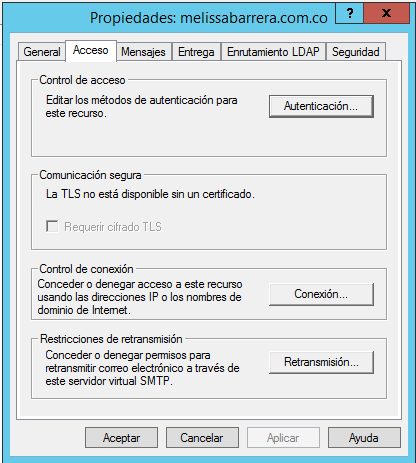 Propiedades: melissabarrera.com.co
? x
General Acceso Mensajes Entrega Enrutamiento LDAP Seguridad
Control de acceso
Editar los métodos de autenticación para
este recurso.
Autenticación...
Comunicación segura
La TLS no está disponible sin un certificado.
Requerir cifrado TLS
Control de conexión
Conceder o denegar acceso a este recurso
usando las direcciones IP o los nombres de
dominio de Internet.
Conexión...
Restricciones de retransmisión
Conceder o denegar permisos para
retransmitir correo electrónico a través de
este servidor virtual SMTP.
Retransmisión...
Aceptar Cancelar Aplicar Ayuda